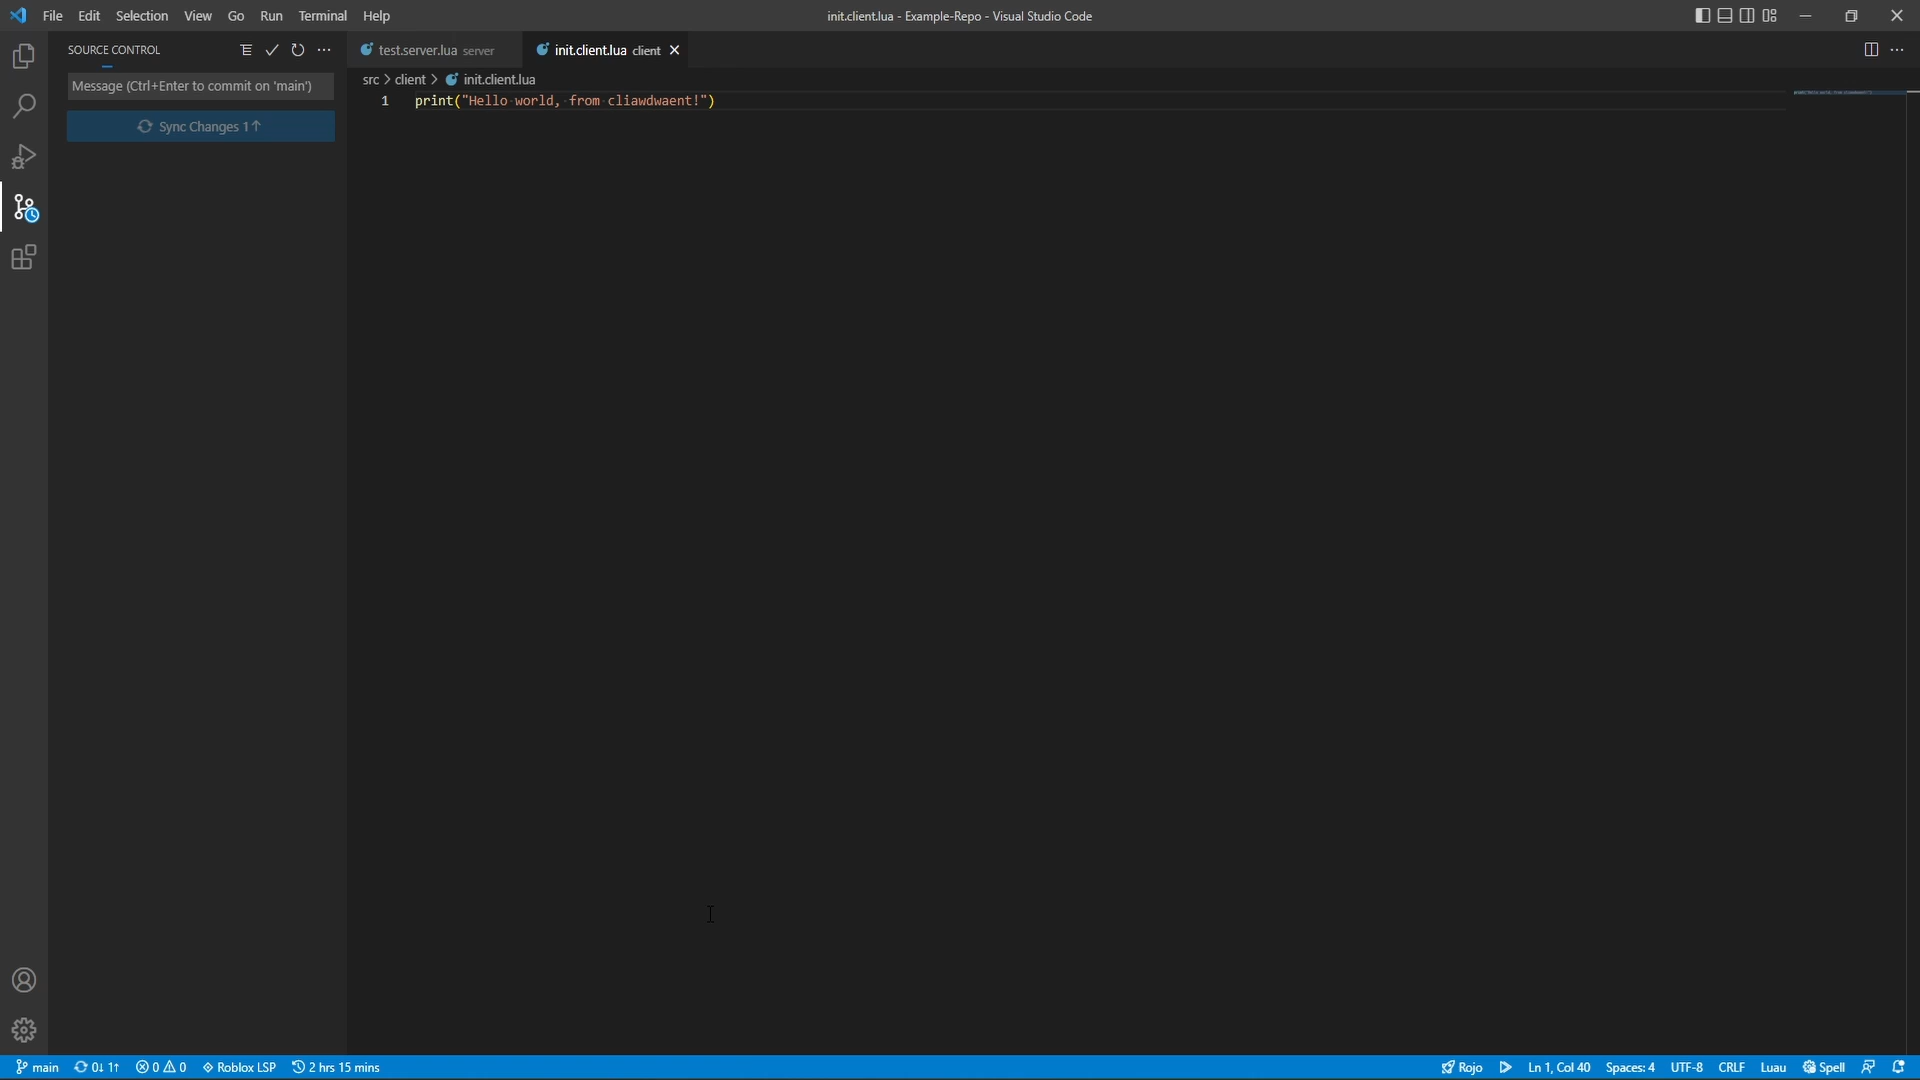 File Edit Selection View Go Run Terminal Help
init.client.lua - Example-Repo - Visual Studio Code
SOURCE CONTROL
test.server.lua server
init.client.lua client
src > client > init.client.lua
Message (Ctrl+Enter to commit on 'main')
1 print("Hello world, from cliawdwaent!")
Sync Changes 1↑
main 0↓ 1↑ 0 0 Roblox LSP 2 hrs 15 mins
Rojo Ln 1, Col 40 Spaces: 4 UTF-8 CRLF Luau Spell